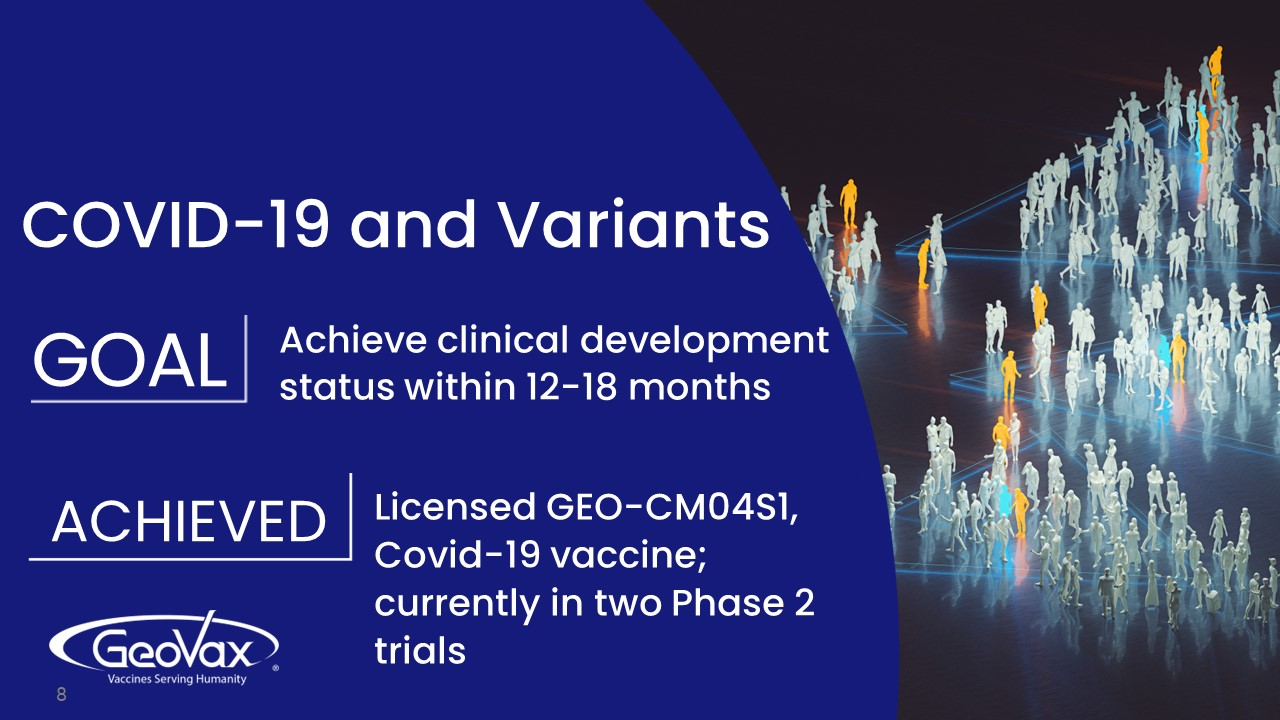 COVID-19 and Variants
GOAL
Achieve clinical development
status within 12-18 months
ACHIEVED
Licensed GEO-CM04S1,
Covid-19 vaccine;
currently in two Phase 2
trials
GeoVax®
Vaccines Serving Humanity
8